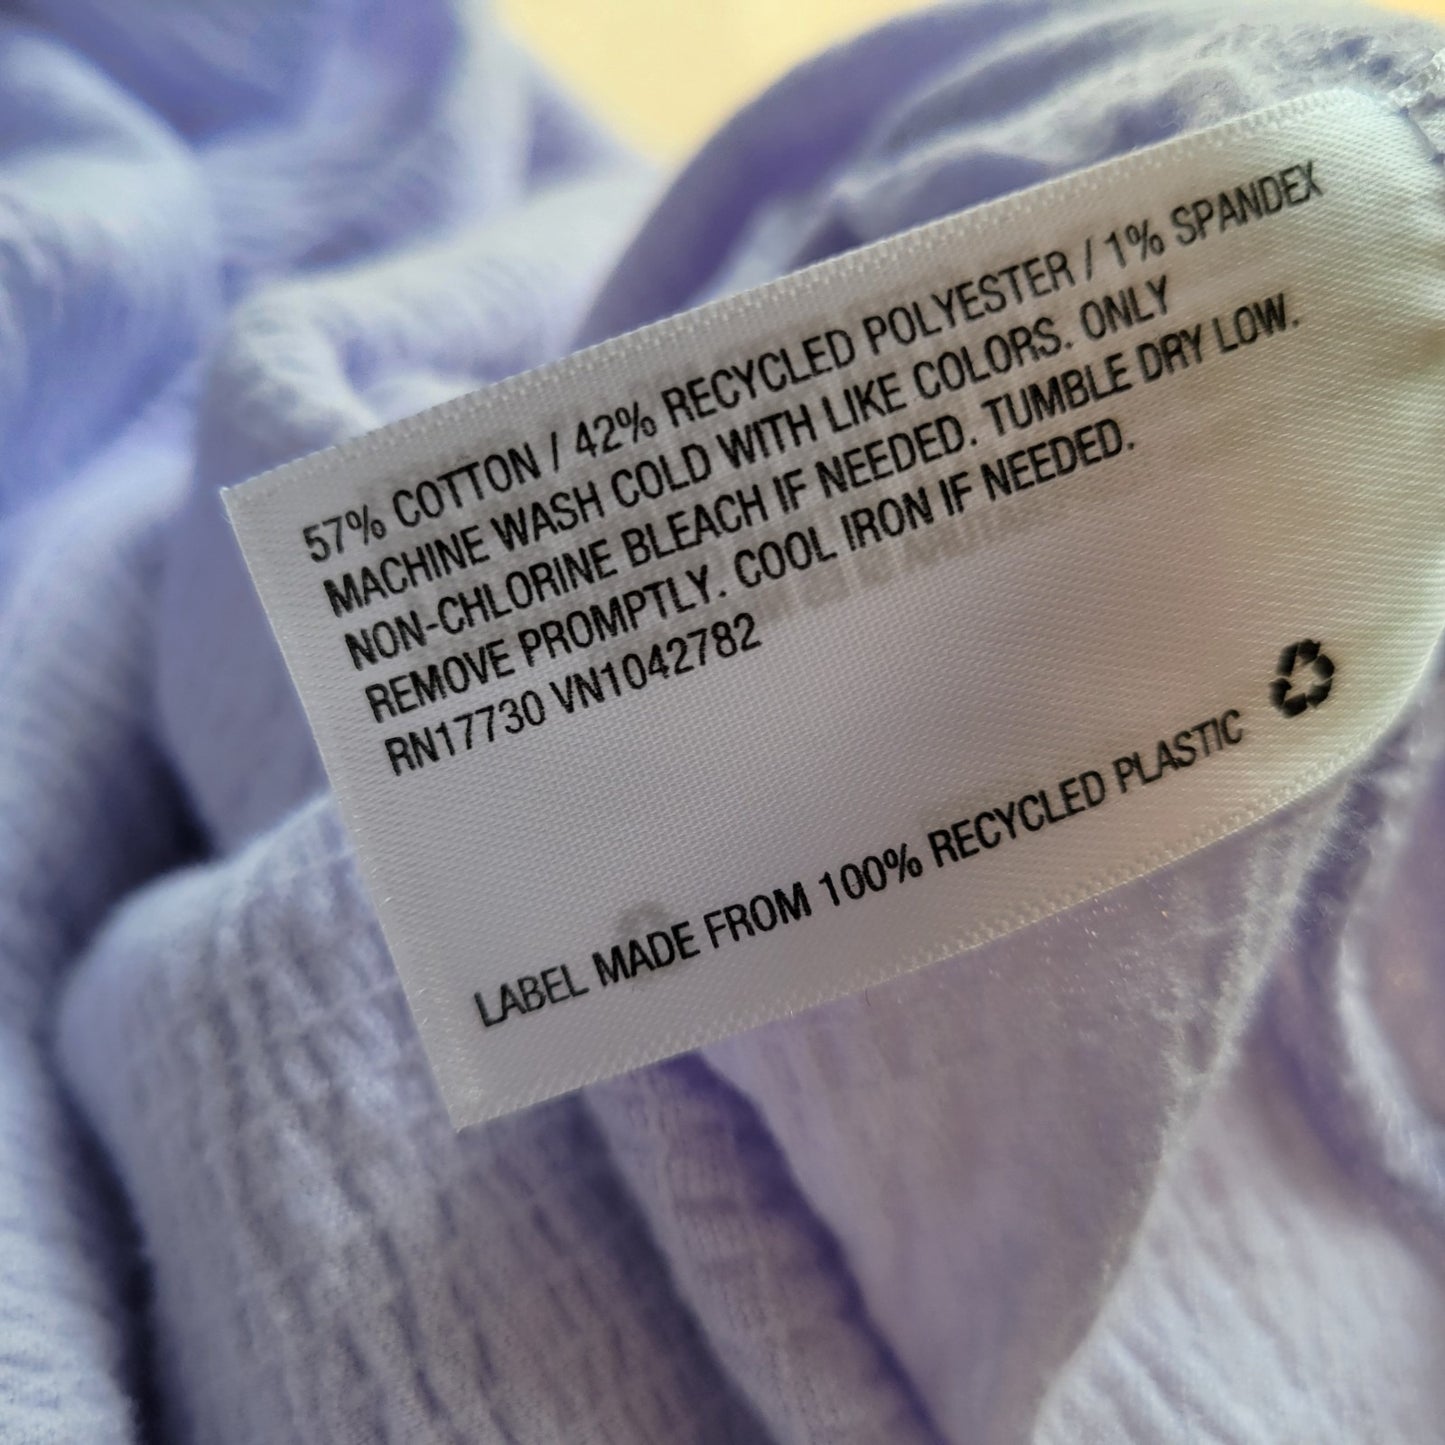 57% COTTON / 42% RECYCLED POLYESTER / 1% SPANDEX
MACHINE WASH COLD WITH LIKE COLORS. ONLY
NON-CHLORINE BLEACH IF NEEDED. TUMBLE DRY LOW.
REMOVE PROMPTLY. COOL IRON IF NEEDED.
RN17730 VN1042782
LABEL MADE FROM 100% RECYCLED PLASTIC